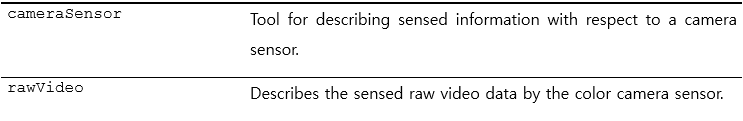 cameraSensor
Tool for describing sensed information with respect to a camera
sensor.
rawVideo
Describes the sensed raw video data by the color camera sensor.